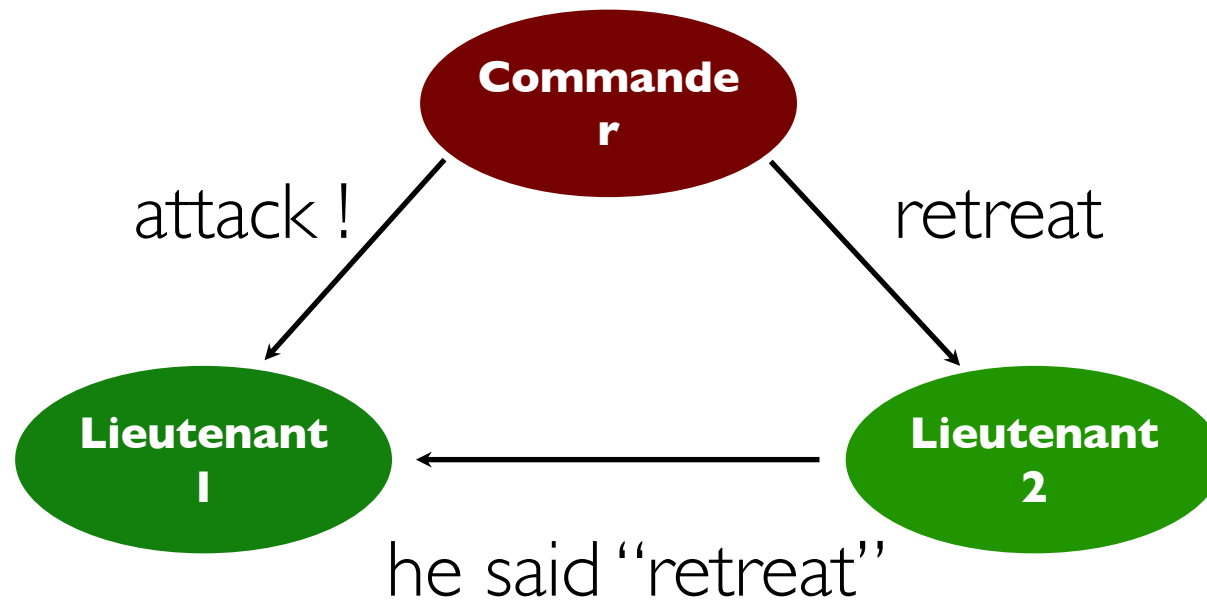 Commande
r
attack !
retreat
Lieutenant
1
Lieutenant
2
he said “retreat”